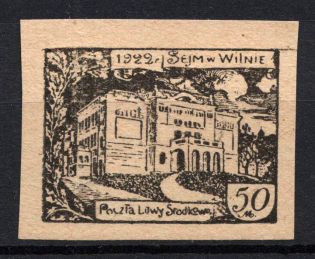 1922 r. SEJM W WILNIE
Poczta Litwy Środkowej
50
M.